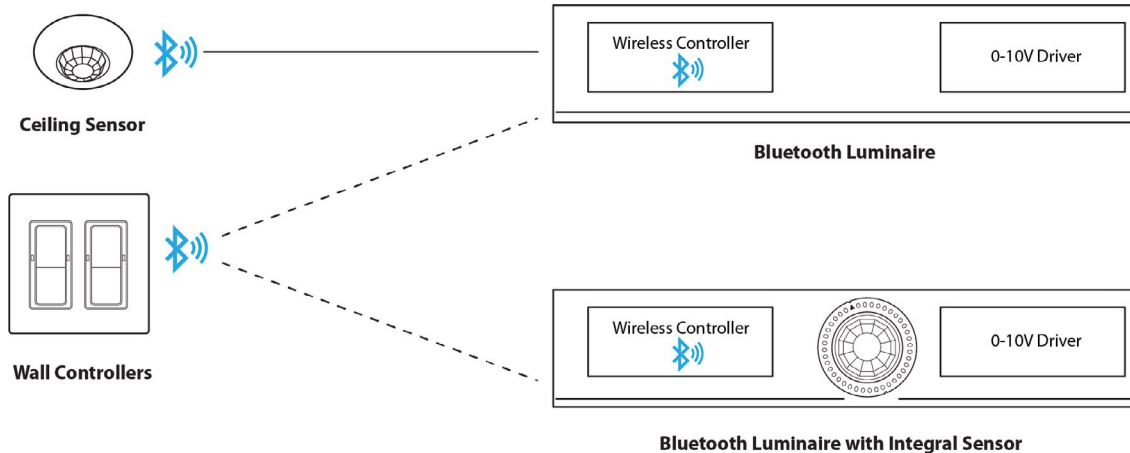 Wireless Controller
0-10V Driver
Ceiling Sensor
Bluetooth Luminaire
Wireless Controller
0-10V Driver
Wall Controllers
Bluetooth Luminaire with Integral Sensor